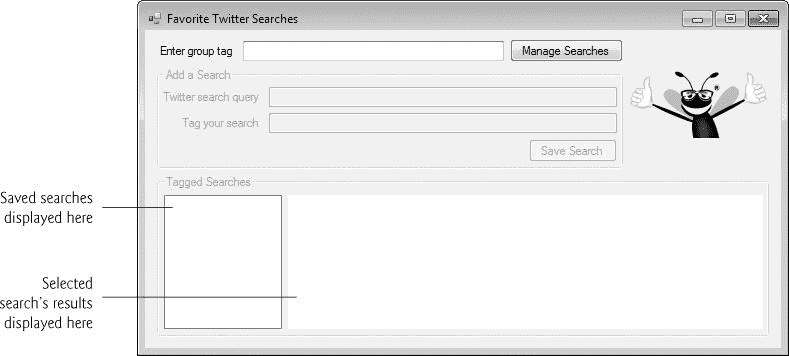 Favorite Twitter Searches
Enter group tag
Manage Searches
Add a Search
Twitter search query
Tag your search
Save Search
®
Tagged Searches
Saved searches
displayed here
Selected
search's results
displayed here